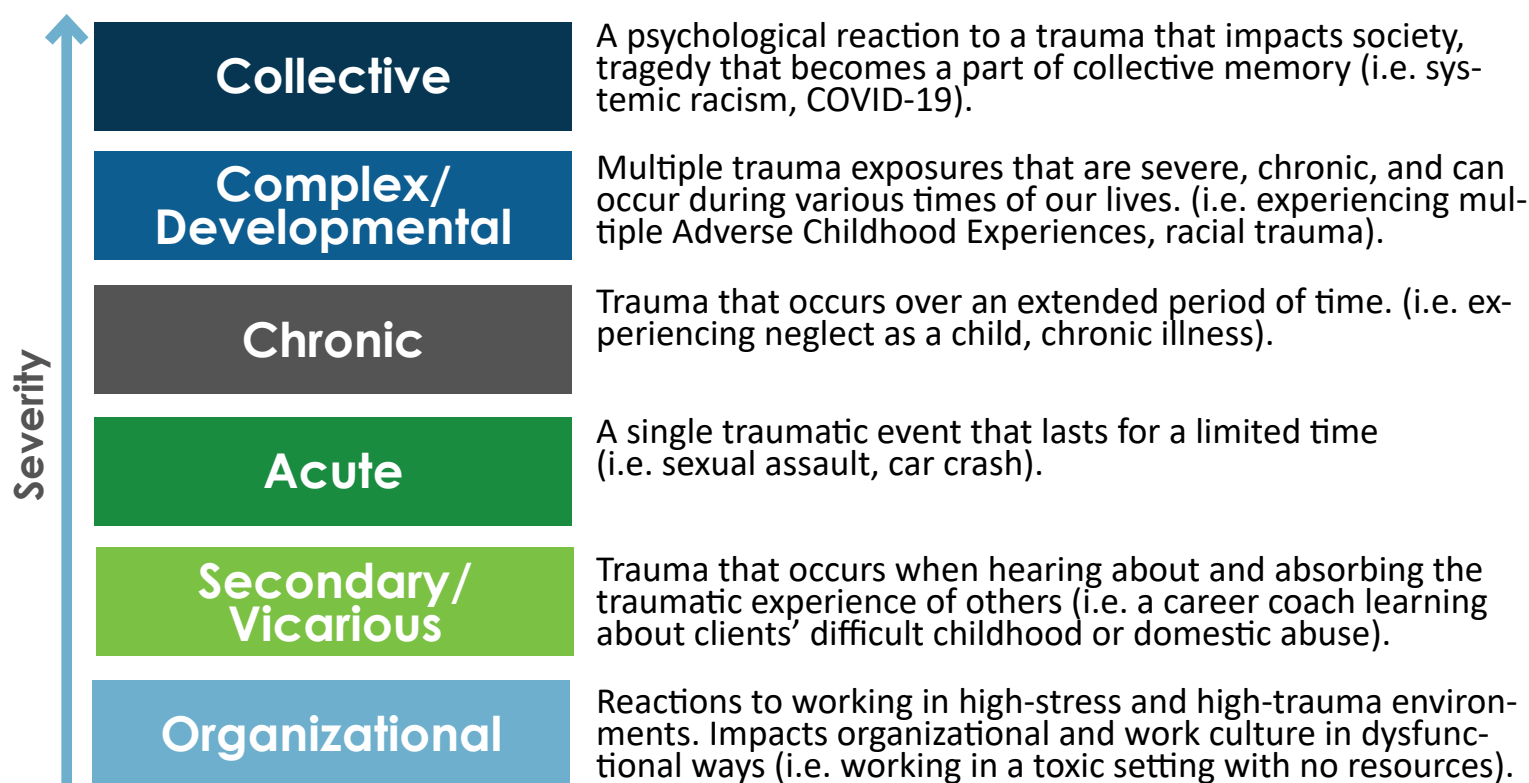 Severity
Collective
A psychological reaction to a trauma that impacts society,
tragedy that becomes a part of collective memory (i.e. sys-
temic racism, COVID-19).
Complex/
Developmental
Multiple trauma exposures that are severe, chronic, and can
occur during various times of our lives. (i.e. experiencing mul-
tiple Adverse Childhood Experiences, racial trauma).
Chronic
Trauma that occurs over an extended period of time. (i.e. ex-
periencing neglect as a child, chronic illness).
Acute
A single traumatic event that lasts for a limited time
(i.e. sexual assault, car crash).
Secondary/
Vicarious
Trauma that occurs when hearing about and absorbing the
traumatic experience of others (i.e. a career coach learning
about clients’ difficult childhood or domestic abuse).
Organizational
Reactions to working in high-stress and high-trauma environ-
ments. Impacts organizational and work culture in dysfunc-
tional ways (i.e. working in a toxic setting with no resources).